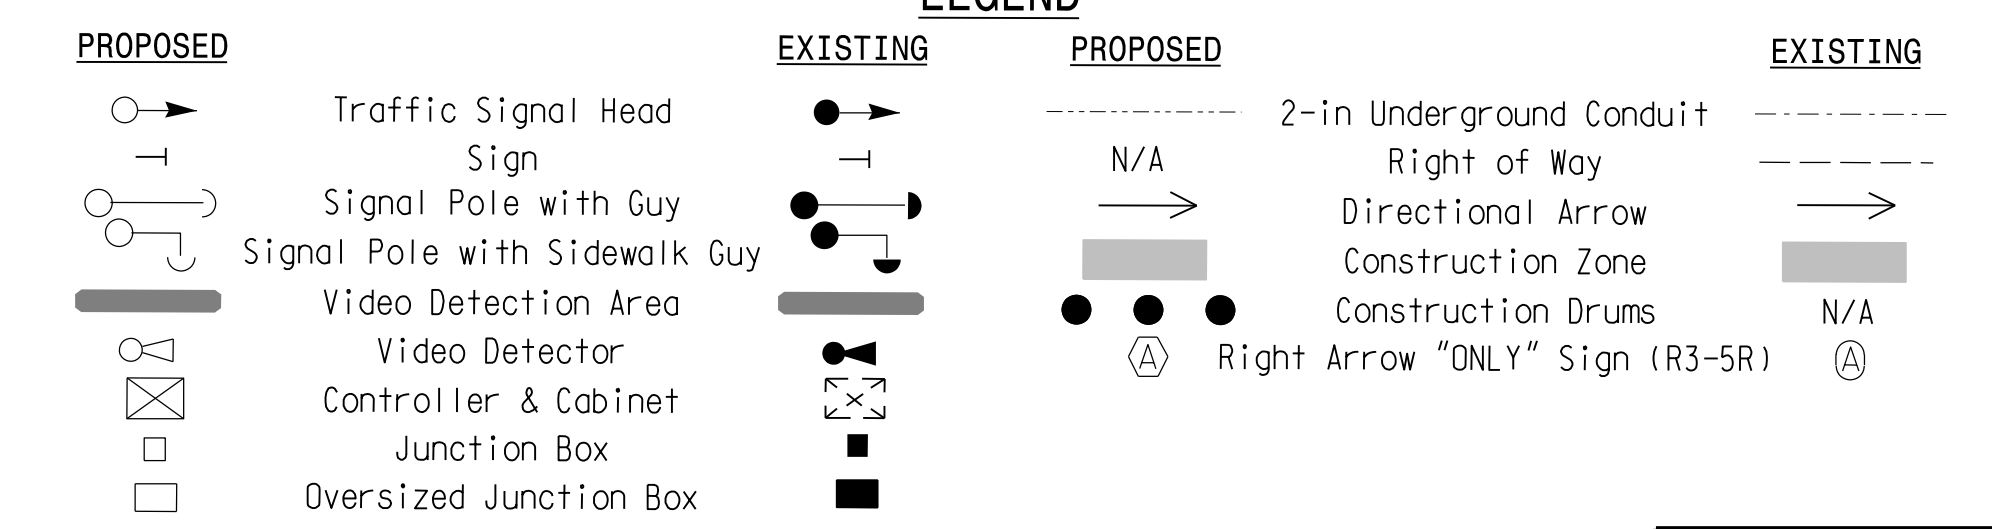 LEGEND
PROPOSED EXISTING
Traffic Signal Head
Sign
Signal Pole with Guy
Signal Pole with Sidewalk Guy
Video Detection Area
Video Detector
Controller & Cabinet
Junction Box
Oversized Junction Box
PROPOSED EXISTING
2-in Underground Conduit
N/A Right of Way
Directional Arrow
Construction Zone
Construction Drums N/A
A Right Arrow "ONLY" Sign (R3-5R) A